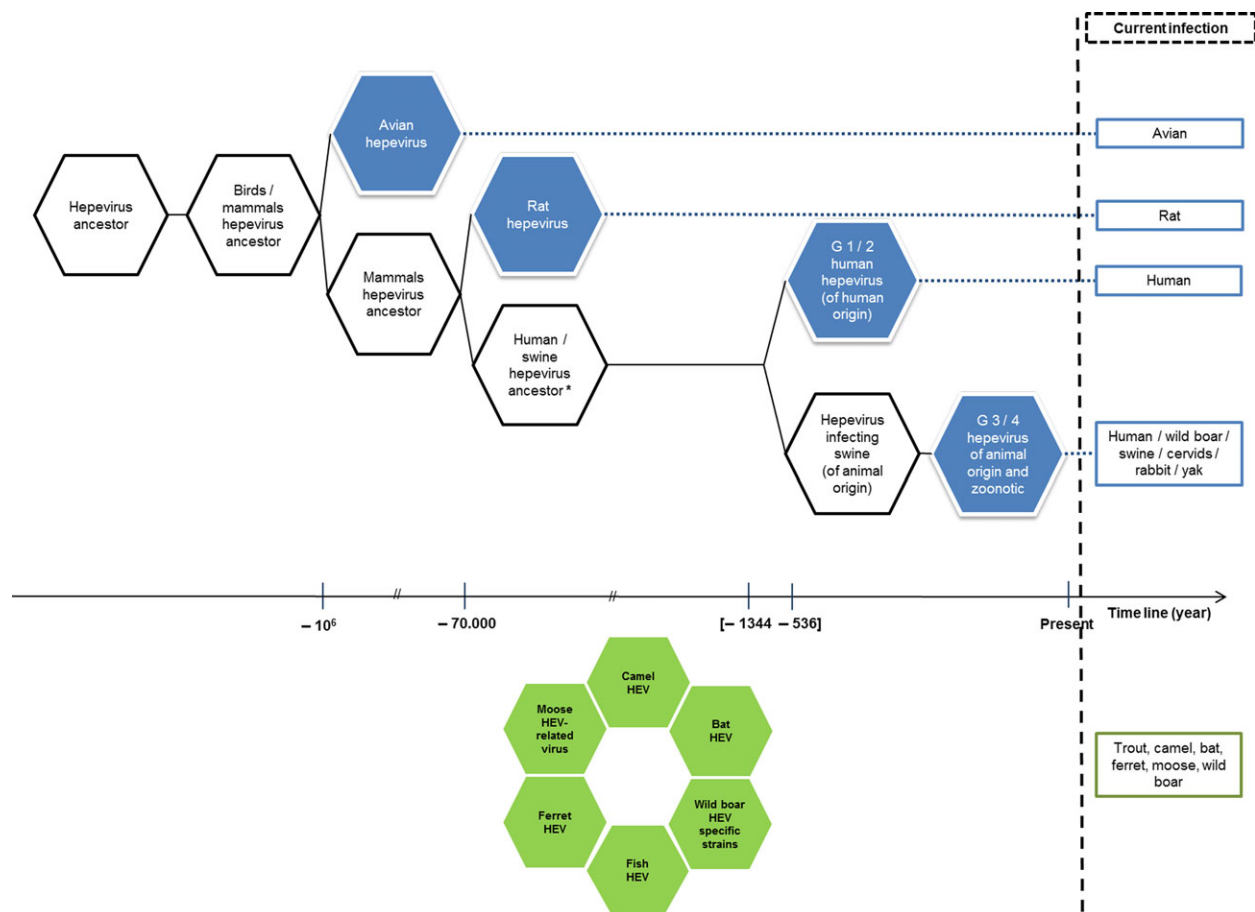 Current infection
Avian
hepevirus
Avian
Hepevirus
ancestor
Birds /
mammals
hepevirus
ancestor
Rat
hepevirus
Rat
Mammals
hepevirus
ancestor
G 1 / 2
human
hepevirus
(of human
origin)
Human
Human /
swine
hepevirus
ancestor *
Hepevirus
infecting
swine
(of animal
origin)
G 3 / 4
hepevirus
of animal
origin and
zoonotic
Human / wild boar /
swine / cervids /
rabbit / yak
– 10⁶
– 70.000
[– 1344 – 536]
Present
Time line (year)
Camel
HEV
Moose
HEV-
related
virus
Bat
HEV
Ferret
HEV
Wild boar
HEV
specific
strains
Fish
HEV
Trout, camel, bat,
ferret, moose, wild
boar